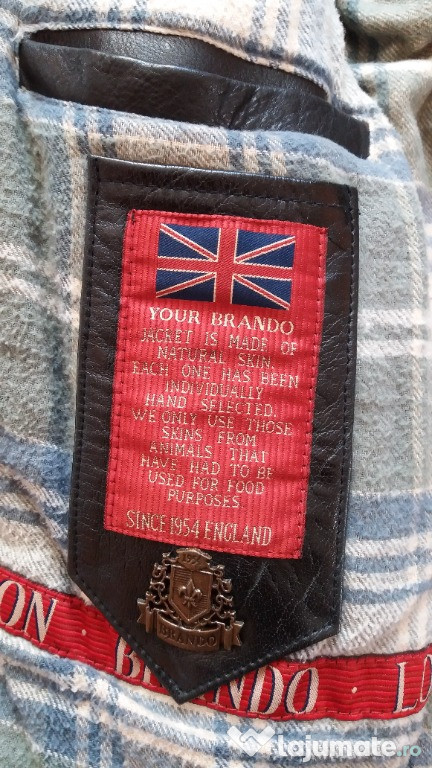 YOUR BRANDO
JACKET IS MADE OF
NATURAL SKIN.
EACH ONE HAS BEEN
INDIVIDUALLY
HAND SELECTED.
WE ONLY USE THOSE
SKINS FROM
ANIMALS THAT
HAVE HAD TO BE
USED FOR FOOD
PURPOSES
SINCE 1954 ENGLAND
BRANDO
ON · BRANDO · LO
Lajumate.ro